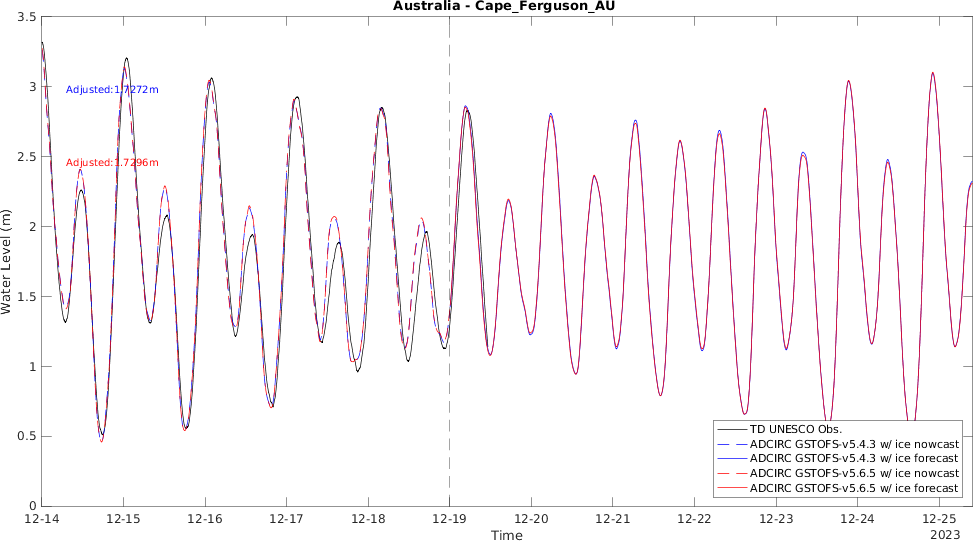 Australia - Cape_Ferguson_AU
3.5
3
2.5
2
1.5
1
0.5
0
Water Level (m)
Adjusted:1.7272m
Adjusted:1.7296m
TD UNESCO Obs.
ADCIRC GSTOFS-v5.4.3 w/ ice nowcast
ADCIRC GSTOFS-v5.4.3 w/ ice forecast
ADCIRC GSTOFS-v5.6.5 w/ ice nowcast
ADCIRC GSTOFS-v5.6.5 w/ ice forecast
12-14 12-15 12-16 12-17 12-18 12-19 12-20 12-21 12-22 12-23 12-24 12-25
Time
2023